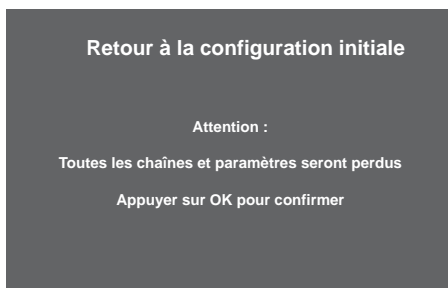 Retour à la configuration initiale
Attention :
Toutes les chaînes et paramètres seront perdus
Appuyer sur OK pour confirmer